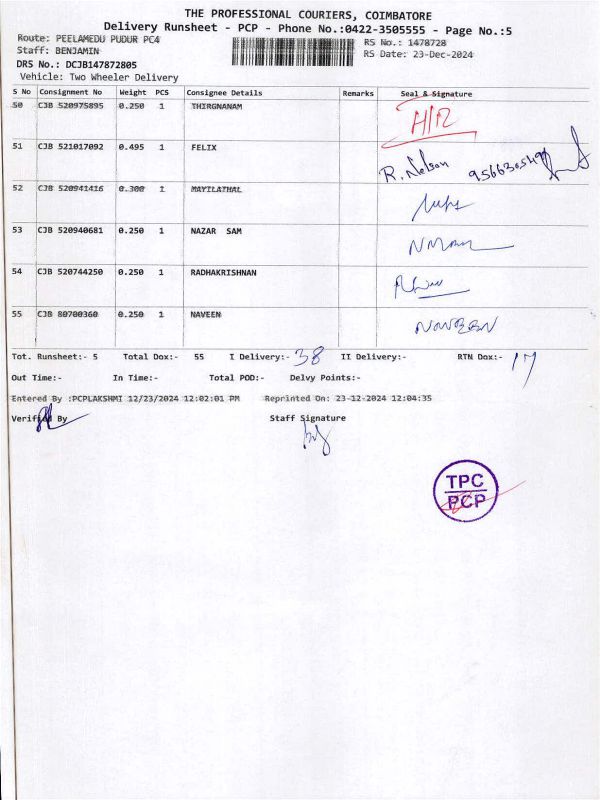 THE PROFESSIONAL COURIERS, COIMBATORE
Delivery Runsheet - PCP - Phone No.:0422-3505555 - Page No.:5
Route: PEELAMEDU PUDUR PC4 RS No.: 1478728
Staff: BENJAMIN RS Date: 23-Dec-2024
DRS No.: DCJB147872805
Vehicle: Two Wheeler Delivery
S No Consignment No Weight PCS Consignee Details Remarks Seal & Signature
50 CJB 520975895 0.250 1 THIRGNANAM
51 CJB 521017092 0.495 1 FELIX R. Nelson
52 CJB 520941416 0.300 1 MAYILATHAL
53 CJB 520940681 0.250 1 NAZAR SAM
54 CJB 520744250 0.250 1 RADHAKRISHNAN
55 CJB 80700360 0.250 1 NAVEEN NAVEEN
Tot. Runsheet:- 5 Total Dox:- 55 I Delivery:- 38 II Delivery:- RTN Dox:- 17
Out Time:- In Time:- Total POD:- Delvy Points:-
Entered By :PCPLAKSHMI 12/23/2024 12:02:01 PM Reprinted On: 23-12-2024 12:04:35
Verified By Staff Signature
TPC
PCP